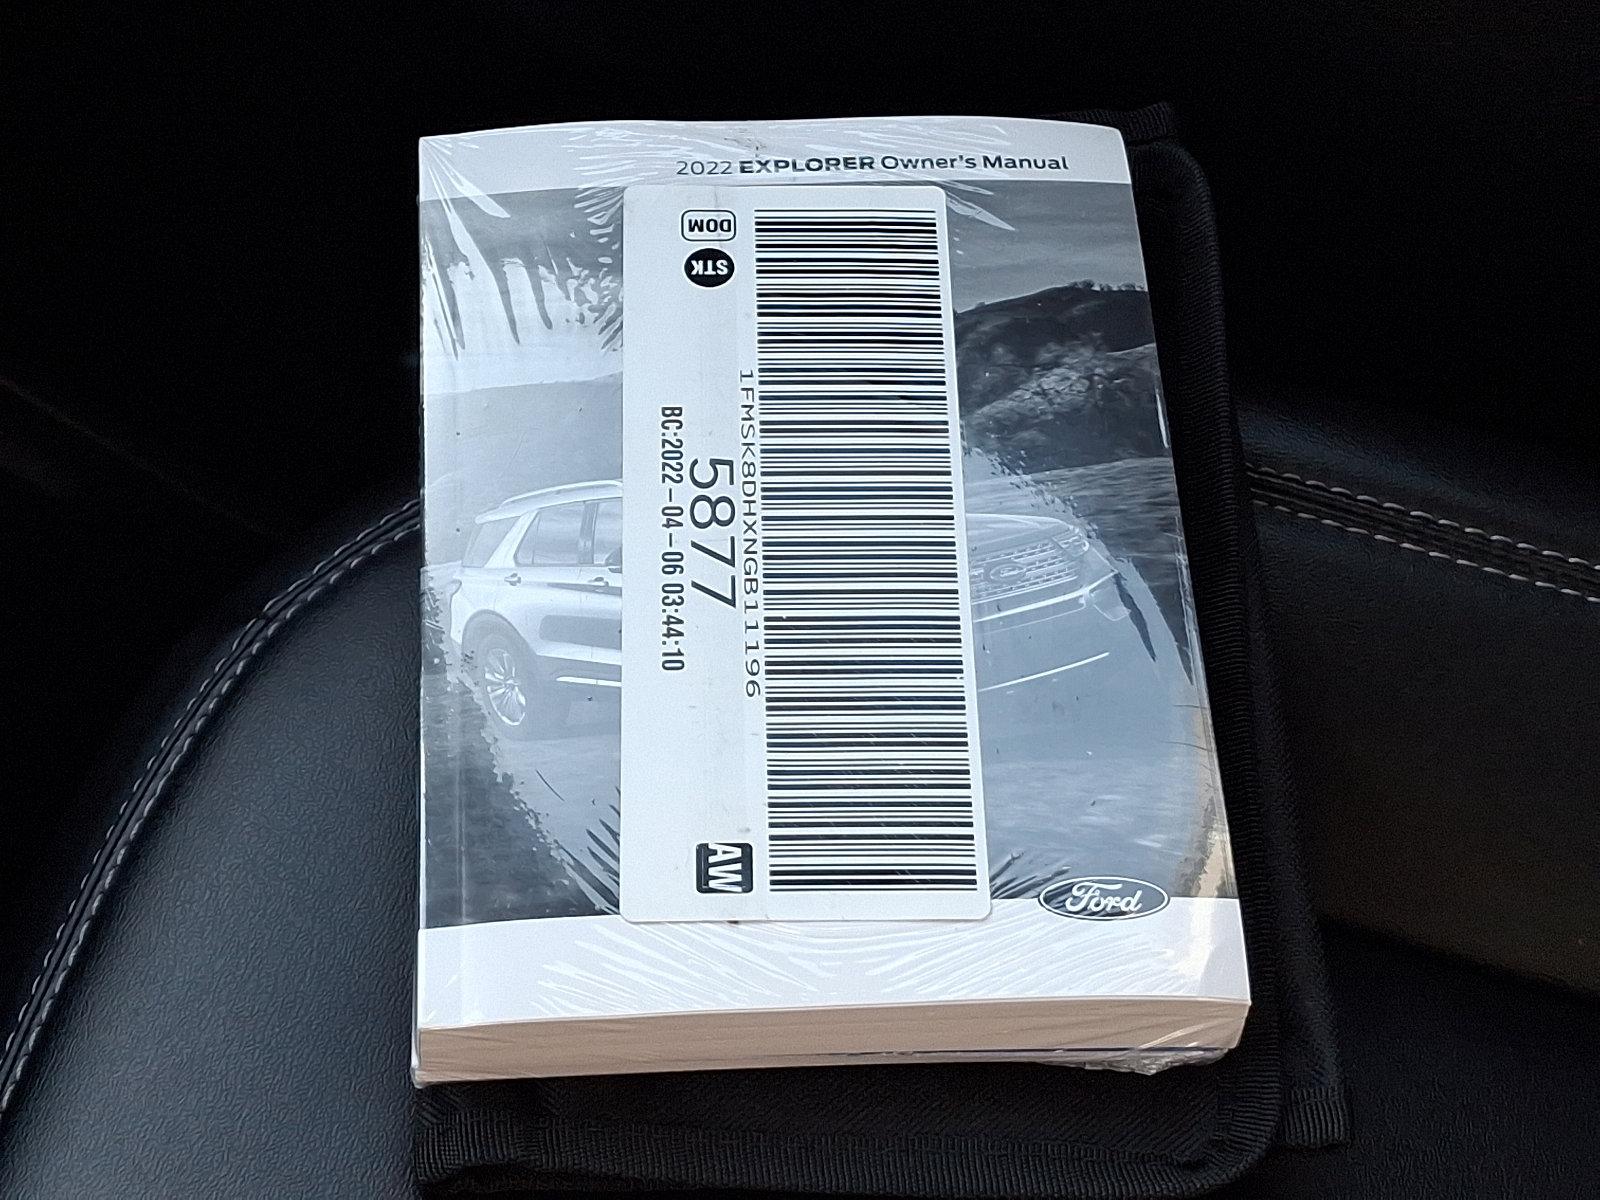 2022 EXPLORER Owner's Manual
DOM
STK
1FMSK8DHXNGB11196
5877
BC:2022-04-06 03:44:10
AW
Ford